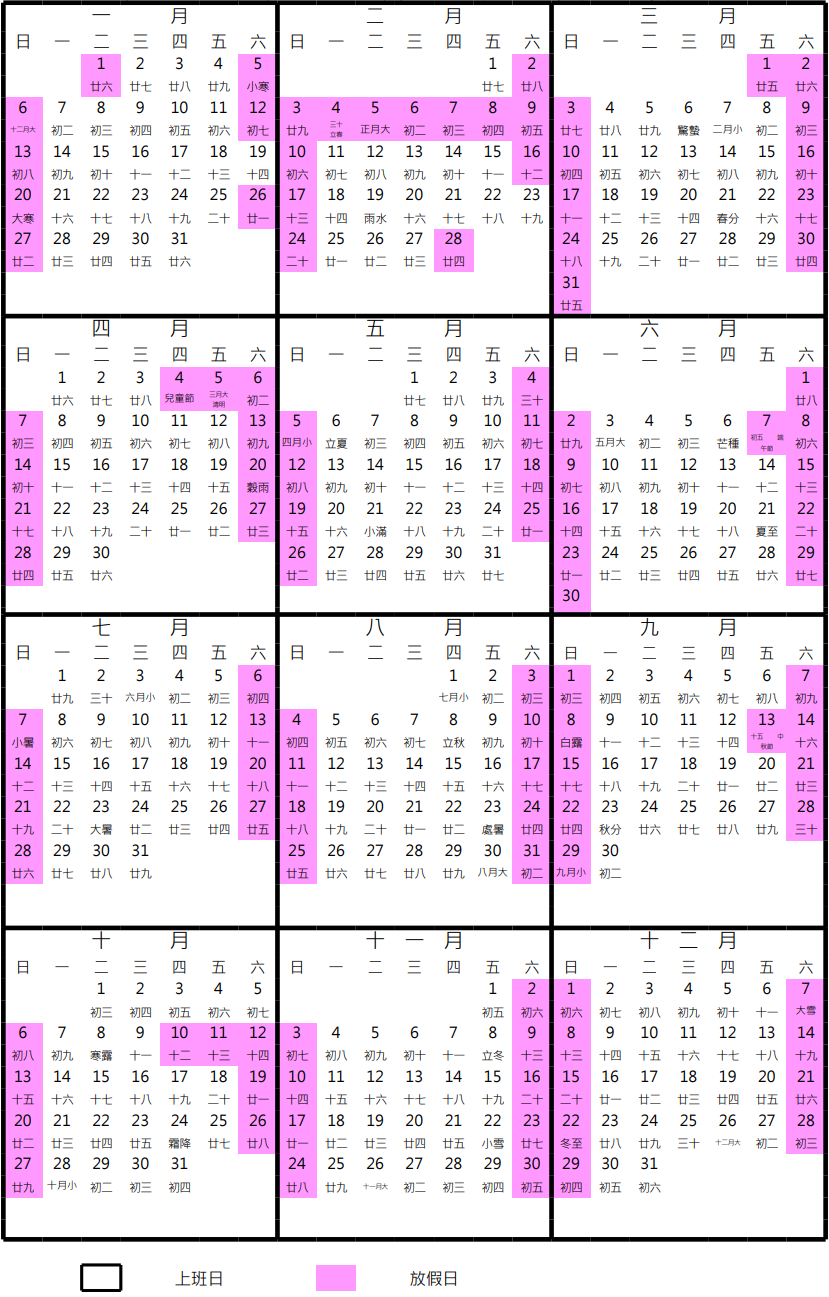 一 月
日 一 二 三 四 五 六
1 2 3 4 5
廿六 廿七 廿八 廿九 小寒
6 7 8 9 10 11 12
十二月大 初二 初三 初四 初五 初六 初七
13 14 15 16 17 18 19
初八 初九 初十 十一 十二 十三 十四
20 21 22 23 24 25 26
大寒 十六 十七 十八 十九 二十 廿一
27 28 29 30 31
廿二 廿三 廿四 廿五 廿六
二 月
日 一 二 三 四 五 六
1 2
廿七 廿八
3 4 5 6 7 8 9
廿九 三十 立春 正月大 初二 初三 初四 初五
10 11 12 13 14 15 16
初六 初七 初八 初九 初十 十一 十二
17 18 19 20 21 22 23
十三 十四 雨水 十六 十七 十八 十九
24 25 26 27 28
二十 廿一 廿二 廿三 廿四
三 月
日 一 二 三 四 五 六
1 2
廿五 廿六
3 4 5 6 7 8 9
廿七 廿八 廿九 驚蟄 二月小 初二 初三
10 11 12 13 14 15 16
初四 初五 初六 初七 初八 初九 初十
17 18 19 20 21 22 23
十一 十二 十三 十四 春分 十六 十七
24 25 26 27 28 29 30
十八 十九 二十 廿一 廿二 廿三 廿四
31
廿五
四 月
日 一 二 三 四 五 六
1 2 3 4 5 6
廿六 廿七 廿八 兒童節 三月大 清明 初二
7 8 9 10 11 12 13
初三 初四 初五 初六 初七 初八 初九
14 15 16 17 18 19 20
初十 十一 十二 十三 十四 十五 穀雨
21 22 23 24 25 26 27
十七 十八 十九 二十 廿一 廿二 廿三
28 29 30
廿四 廿五 廿六
五 月
日 一 二 三 四 五 六
1 2 3 4
廿七 廿八 廿九 三十
5 6 7 8 9 10 11
四月小 立夏 初三 初四 初五 初六 初七
12 13 14 15 16 17 18
初八 初九 初十 十一 十二 十三 十四
19 20 21 22 23 24 25
十五 十六 小滿 十八 十九 二十 廿一
26 27 28 29 30 31
廿二 廿三 廿四 廿五 廿六 廿七
六 月
日 一 二 三 四 五 六
1
廿八
2 3 4 5 6 7 8
廿九 五月大 初二 初三 芒種 初五 端午節 初六
9 10 11 12 13 14 15
初七 初八 初九 初十 十一 十二 十三
16 17 18 19 20 21 22
十四 十五 十六 十七 十八 夏至 二十
23 24 25 26 27 28 29
廿一 廿二 廿三 廿四 廿五 廿六 廿七
30
七 月
日 一 二 三 四 五 六
1 2 3 4 5 6
廿九 三十 六月小 初二 初三 初四
7 8 9 10 11 12 13
小暑 初六 初七 初八 初九 初十 十一
14 15 16 17 18 19 20
十二 十三 十四 十五 十六 十七 十八
21 22 23 24 25 26 27
十九 二十 大暑 廿二 廿三 廿四 廿五
28 29 30 31
廿六 廿七 廿八 廿九
八 月
日 一 二 三 四 五 六
1 2 3
七月小 初二 初三
4 5 6 7 8 9 10
初四 初五 初六 初七 立秋 初九 初十
11 12 13 14 15 16 17
十一 十二 十三 十四 十五 十六 十七
18 19 20 21 22 23 24
十八 十九 二十 廿一 廿二 處暑 廿四
25 26 27 28 29 30 31
廿五 廿六 廿七 廿八 廿九 八月大 初二
九 月
日 一 二 三 四 五 六
1 2 3 4 5 6 7
初三 初四 初五 初六 初七 初八 初九
8 9 10 11 12 13 14
白露 十一 十二 十三 十四 十五 中秋節 十六
15 16 17 18 19 20 21
十七 十八 十九 二十 廿一 廿二 廿三
22 23 24 25 26 27 28
廿四 秋分 廿六 廿七 廿八 廿九 三十
29 30
九月小 初二
十 月
日 一 二 三 四 五 六
1 2 3 4 5
初三 初四 初五 初六 初七
6 7 8 9 10 11 12
初八 初九 寒露 十一 十二 十三 十四
13 14 15 16 17 18 19
十五 十六 十七 十八 十九 二十 廿一
20 21 22 23 24 25 26
廿二 廿三 廿四 廿五 霜降 廿七 廿八
27 28 29 30 31
廿九 十月小 初二 初三 初四
十 一 月
日 一 二 三 四 五 六
1 2
初五 初六
3 4 5 6 7 8 9
初七 初八 初九 初十 十一 立冬 十三
10 11 12 13 14 15 16
十四 十五 十六 十七 十八 十九 二十
17 18 19 20 21 22 23
廿一 廿二 廿三 廿四 廿五 小雪 廿七
24 25 26 27 28 29 30
廿八 廿九 十一月大 初二 初三 初四 初五
十 二 月
日 一 二 三 四 五 六
1 2 3 4 5 6 7
初六 初七 初八 初九 初十 十一 大雪
8 9 10 11 12 13 14
十三 十四 十五 十六 十七 十八 十九
15 16 17 18 19 20 21
二十 廿一 廿二 廿三 廿四 廿五 廿六
22 23 24 25 26 27 28
冬至 廿八 廿九 三十 十二月大 初二 初三
29 30 31
初四 初五 初六
上班日 放假日